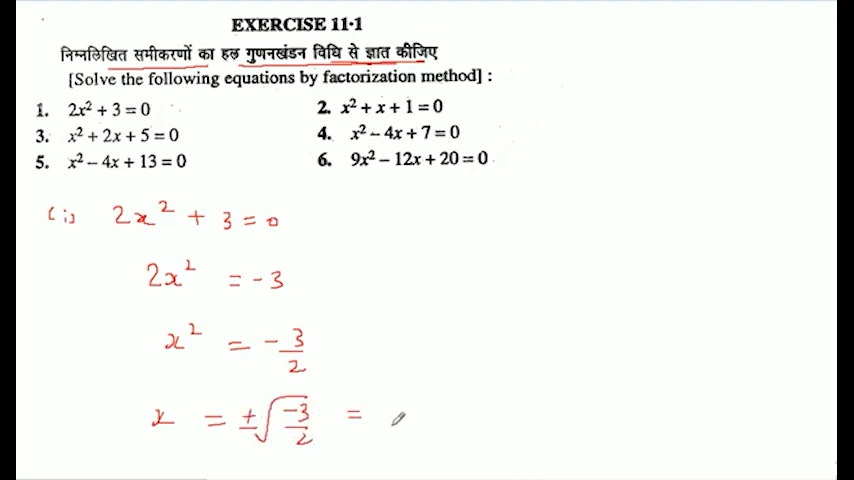 EXERCISE 11·1
निम्नलिखित समीकरणों का हल गुणनखंडन विधि से ज्ञात कीजिए
[Solve the following equations by factorization method] :
1. 2x² + 3 = 0 2. x² + x + 1 = 0
3. x² + 2x + 5 = 0 4. x² – 4x + 7 = 0
5. x² – 4x + 13 = 0 6. 9x² – 12x + 20 = 0
(i) 2x² + 3 = 0
2x² = -3
x² = -3/2
x = ±√(-3/2) =